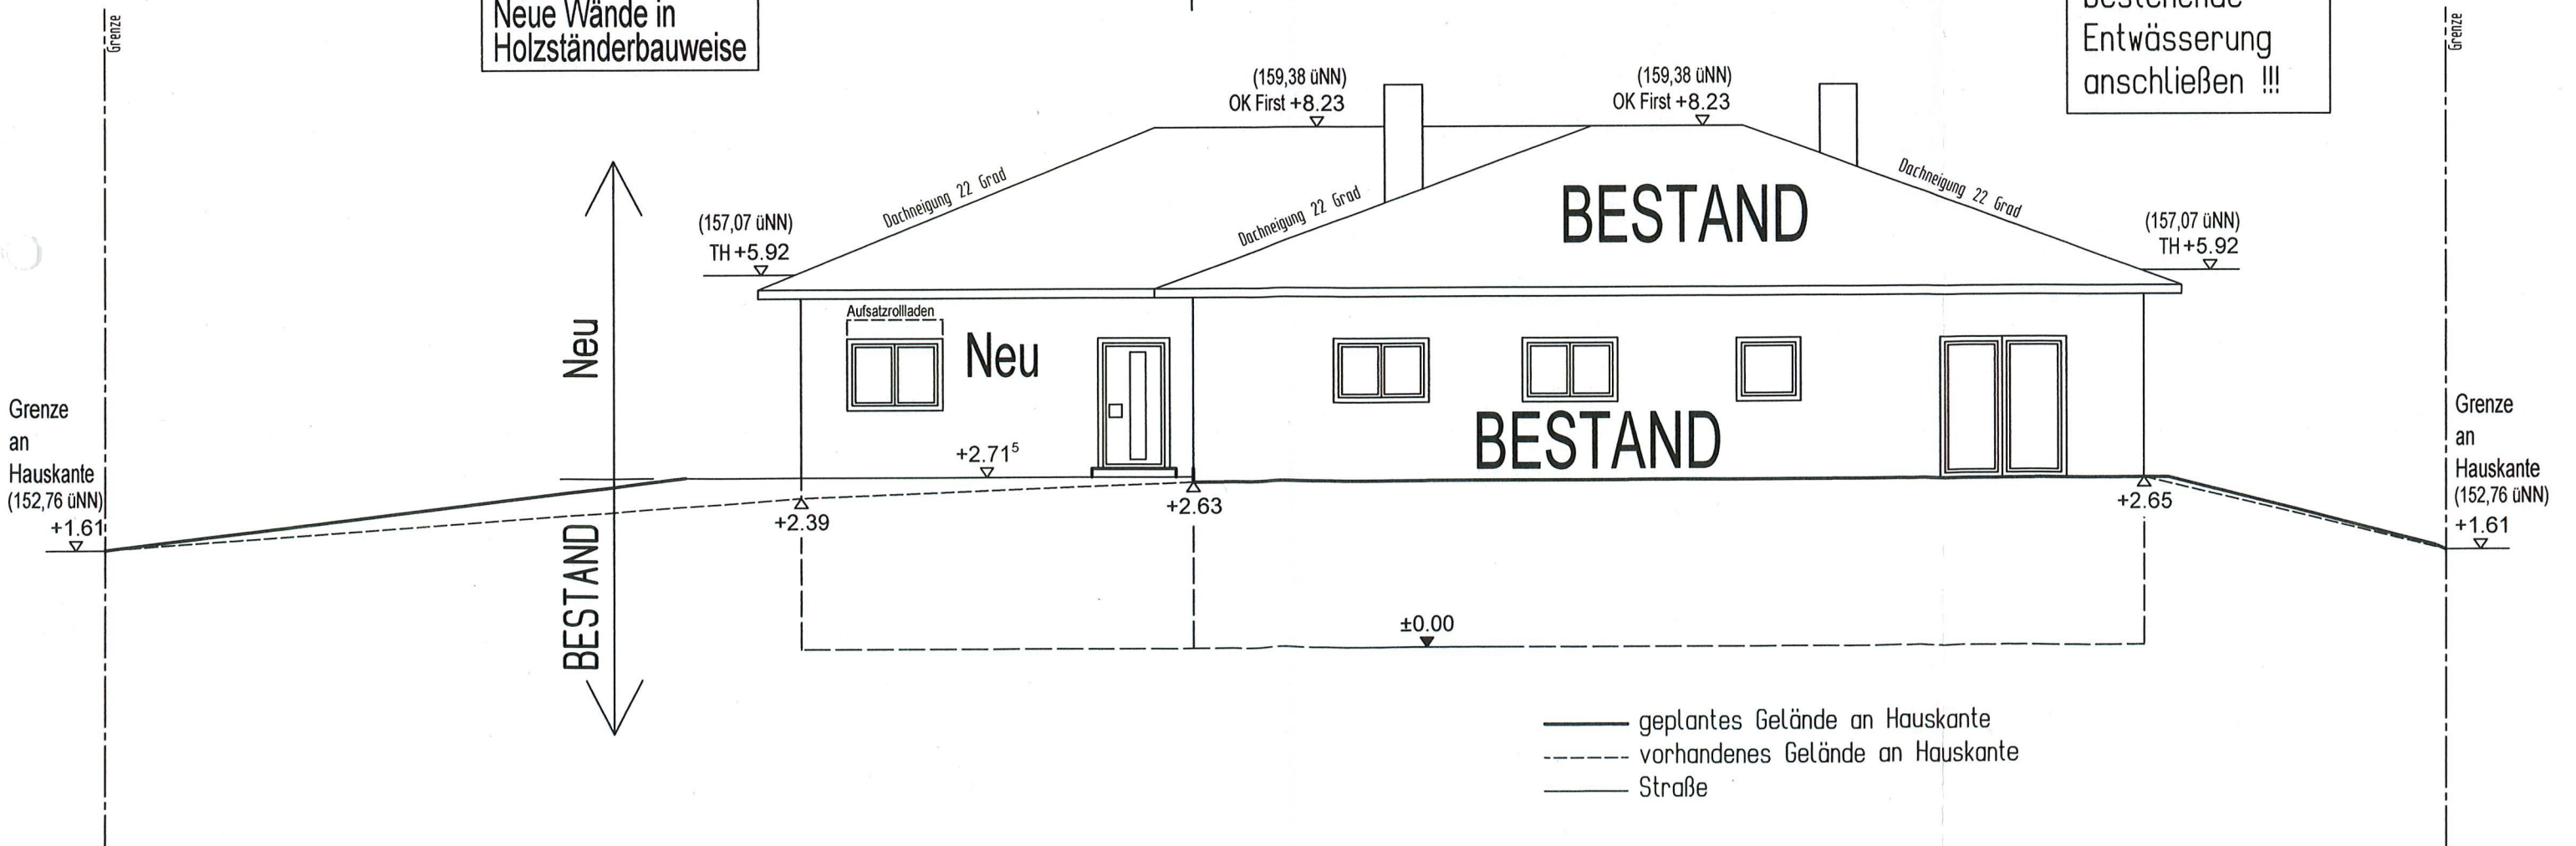 Grenze
Neue Wände in
Holzständerbauweise
Entwässerung
anschließen !!!
Grenze
(159,38 üNN)
OK First +8.23
(159,38 üNN)
OK First +8.23
Dachneigung 22 Grad
Dachneigung 22 Grad
BESTAND
Dachneigung 22 Grad
(157,07 üNN)
TH +5.92
(157,07 üNN)
TH +5.92
Aufsatzrollladen
Neu
Neu
BESTAND
Grenze
an
Hauskante
(152,76 üNN)
+1.61
+2.71⁵
+2.39
+2.63
+2.65
Grenze
an
Hauskante
(152,76 üNN)
+1.61
BESTAND
±0.00
geplantes Gelände an Hauskante
vorhandenes Gelände an Hauskante
Straße